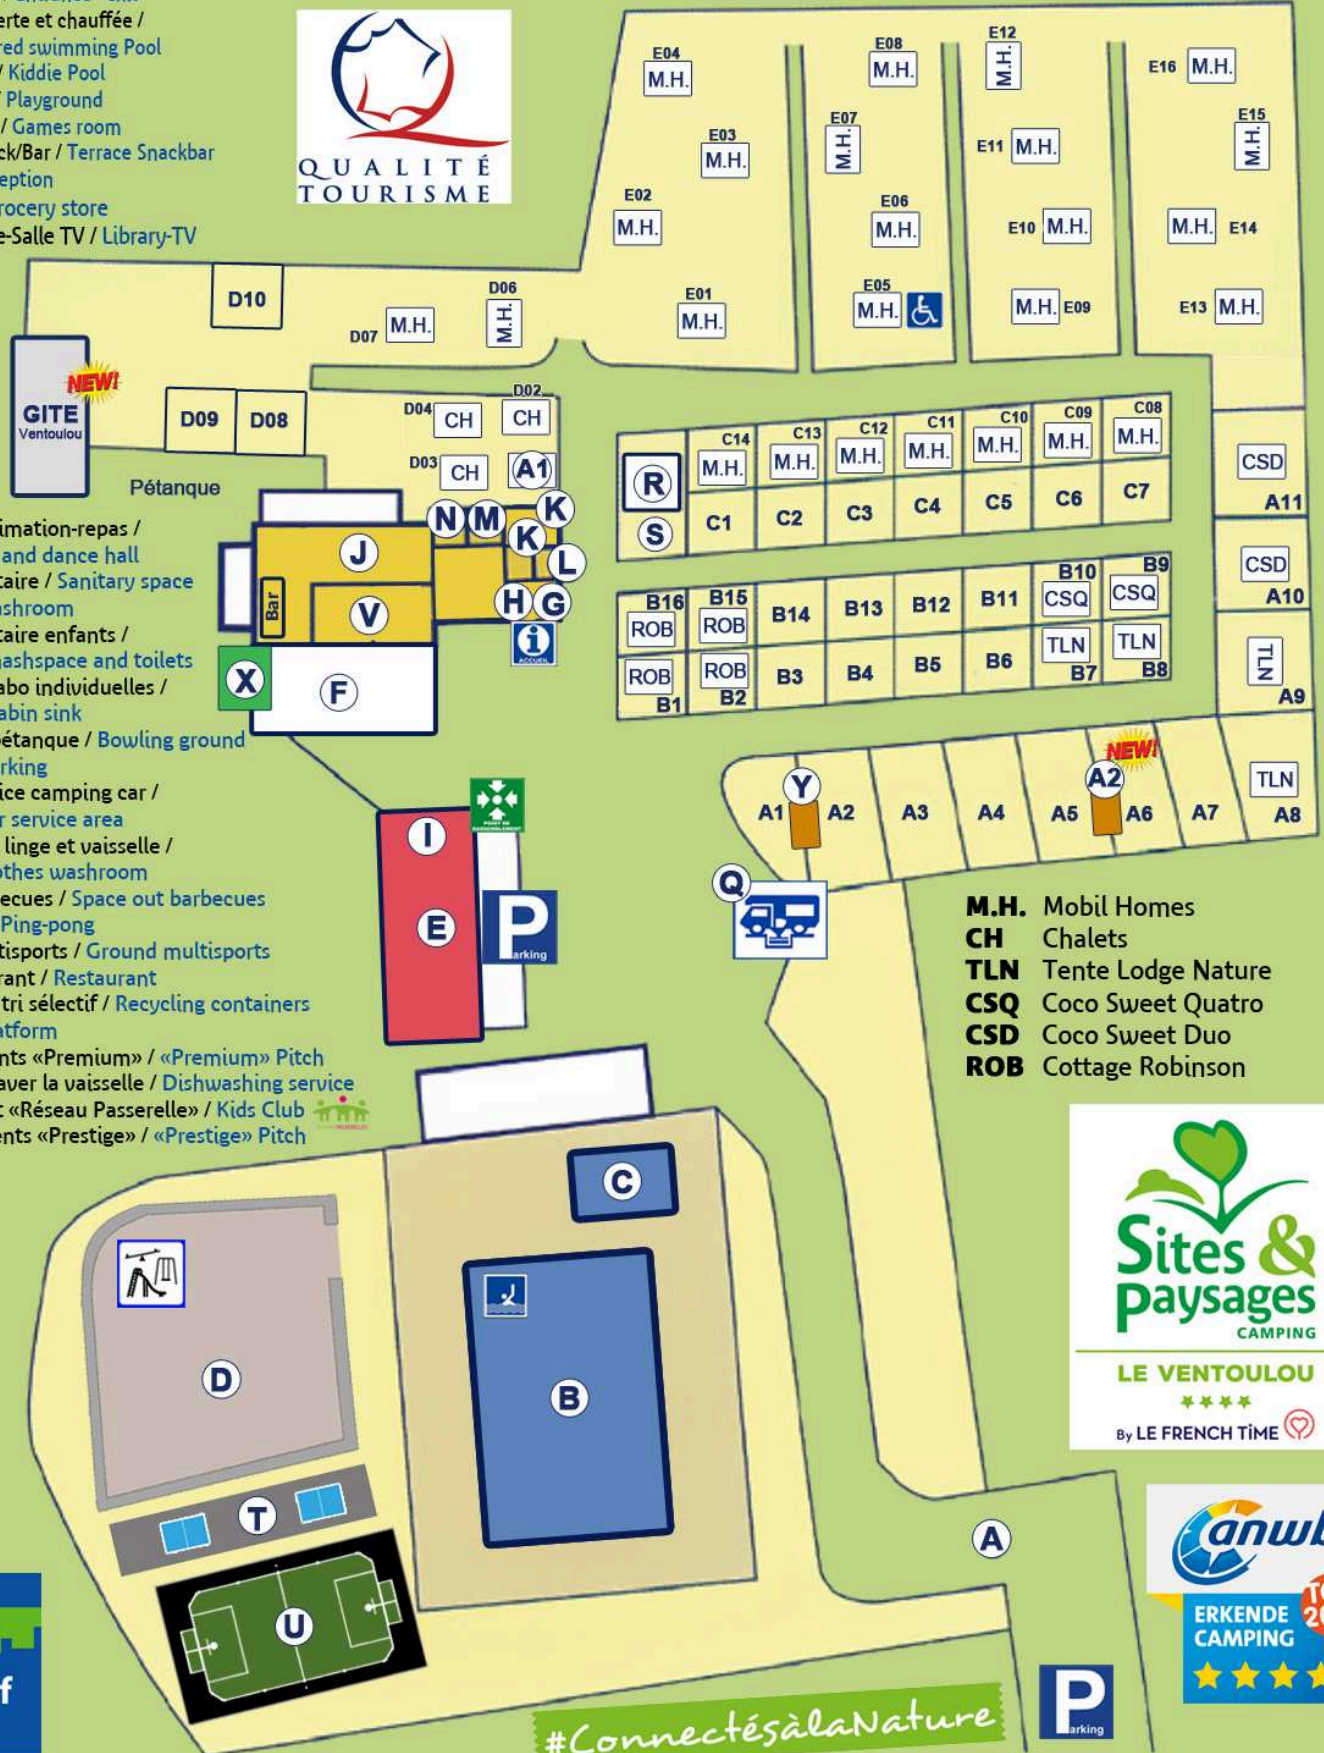 erte et chauffée /
red swimming Pool
/ Kiddie Pool
/ Playground
/ Games room
ck/Bar / Terrace Snackbar
eption
rocery store
e-Salle TV / Library-TV
QUALITÉ
TOURISME
E04
M.H.
E08
M.H.
E12
M.H.
E16 M.H.
E03
M.H.
E07
M.H.
E11 M.H.
E15
M.H.
E02
M.H.
E06
M.H.
E10 M.H.
M.H. E14
E01
M.H.
E05
M.H.
M.H. E09
E13 M.H.
D10
D07 M.H.
D06
M.H.
NEW!
GITE
Ventoulou
D09
D08
D04
CH
D02
CH
D03
CH
A1
Pétanque
R
S
C14
M.H.
C13
M.H.
C12
M.H.
C11
M.H.
C10
M.H.
C09
M.H.
C08
M.H.
C1
C2
C3
C4
C5
C6
C7
CSD
A11
CSD
A10
TLN
A9
imation-repas /
and dance hall
taire / Sanitary space
ashroom
taire enfants /
hashspace and toilets
abo individuelles /
abin sink
pétanque / Bowling ground
rking
ice camping car /
r service area
linge et vaisselle /
othes washroom
ecues / Space out barbecues
Ping-pong
tisports / Ground multisports
rant / Restaurant
tri sélectif / Recycling containers
atform
nts «Premium» / «Premium» Pitch
aver la vaisselle / Dishwashing service
t «Réseau Passerelle» / Kids Club
ents «Prestige» / «Prestige» Pitch
N
M
K
K
L
J
Bar
V
H
G
ACCUEIL
X
F
B16
ROB
B15
ROB
B14
B13
B12
B11
B10
CSQ
B9
CSQ
ROB
B1
ROB
B2
B3
B4
B5
B6
TLN
B7
TLN
B8
A1
Y
A2
A3
A4
A5
NEW!
A2
A6
A7
TLN
A8
I
POINT DE
RASSEMBLEMENT
E
P
arking
Q
M.H. Mobil Homes
CH Chalets
TLN Tente Lodge Nature
CSQ Coco Sweet Quatro
CSD Coco Sweet Duo
ROB Cottage Robinson
C
B
D
T
U
A
Sites &
Paysages
CAMPING
LE VENTOULOU
By LE FRENCH TiME
anwb
ERKENDE
CAMPING
f
P
arking
#ConnectésàlaNature